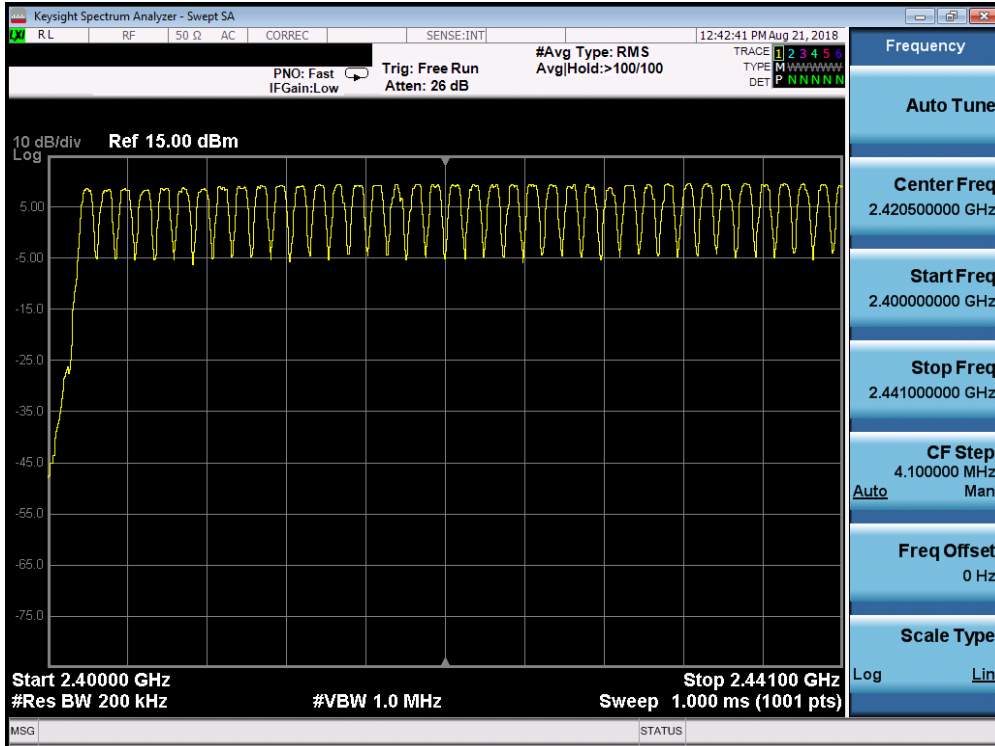 Keysight Spectrum Analyzer - Swept SA
LXI RL RF 50 Ω AC CORREC SENSE:INT 12:42:41 PM Aug 21, 2018
#Avg Type: RMS TRACE 1 2 3 4 5 6
PNO: Fast Trig: Free Run Avg|Hold:>100/100 TYPE M WWWWW
IFGain:Low Atten: 26 dB DET P N N N N N
10 dB/div Ref 15.00 dBm
Log
5.00
-5.00
-15.0
-25.0
-35.0
-45.0
-55.0
-65.0
-75.0
Start 2.40000 GHz Stop 2.44100 GHz
#Res BW 200 kHz #VBW 1.0 MHz Sweep 1.000 ms (1001 pts)
MSG STATUS
Frequency
Auto Tune
Center Freq
2.420500000 GHz
Start Freq
2.400000000 GHz
Stop Freq
2.441000000 GHz
CF Step
4.100000 MHz
Auto Man
Freq Offset
0 Hz
Scale Type
Log Lin